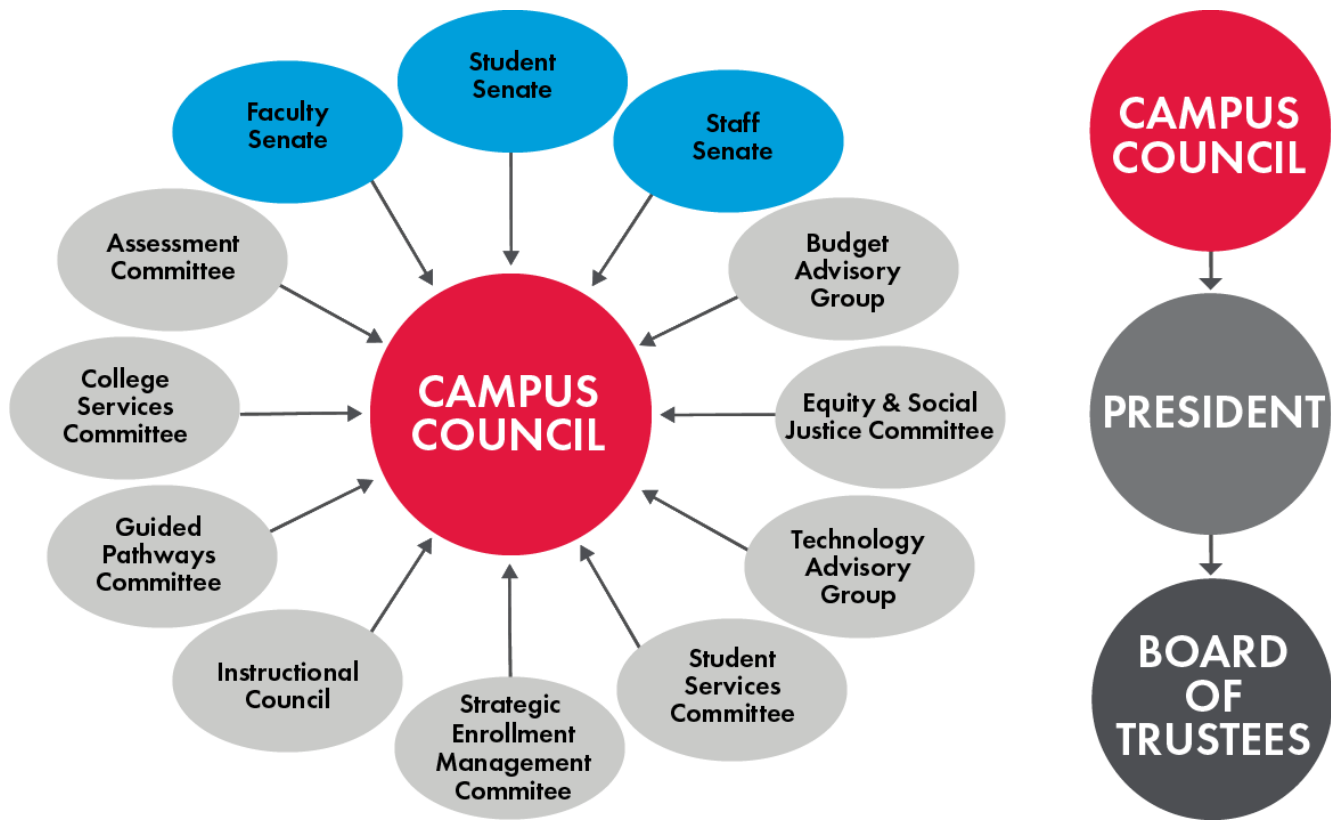 Student
Senate
Faculty
Senate
Staff
Senate
Assessment
Committee
Budget
Advisory
Group
College
Services
Committee
CAMPUS
COUNCIL
Equity & Social
Justice Committee
Guided
Pathways
Committee
Technology
Advisory
Group
Instructional
Council
Strategic
Enrollment
Management
Commitee
Student
Services
Committee
CAMPUS
COUNCIL
PRESIDENT
BOARD
OF
TRUSTEES